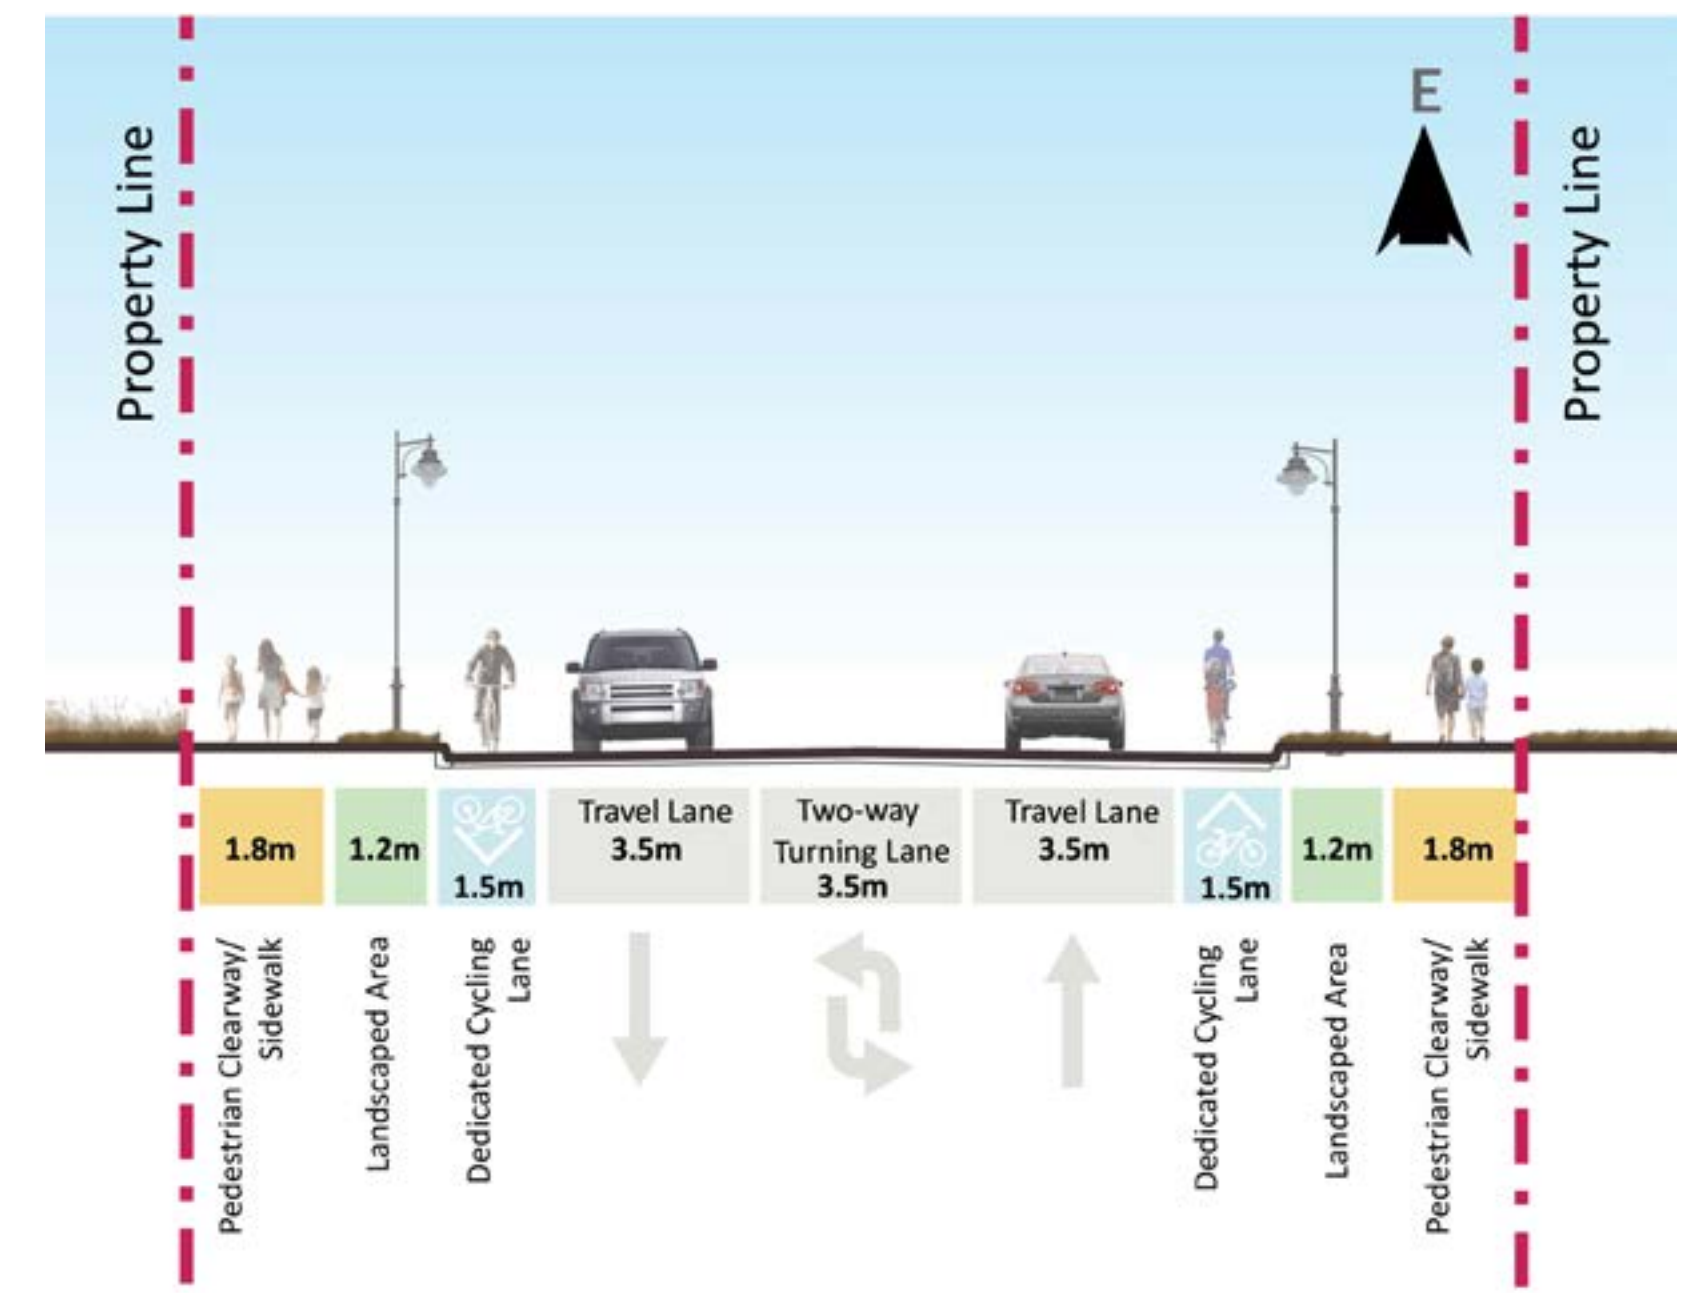 E
Property Line
Property Line
1.8m
1.2m
1.5m
Travel Lane
3.5m
Two-way
Turning Lane
3.5m
Travel Lane
3.5m
1.5m
1.2m
1.8m
Pedestrian Clearway/
Sidewalk
Landscaped Area
Dedicated Cycling
Lane
Dedicated Cycling
Lane
Landscaped Area
Pedestrian Clearway/
Sidewalk